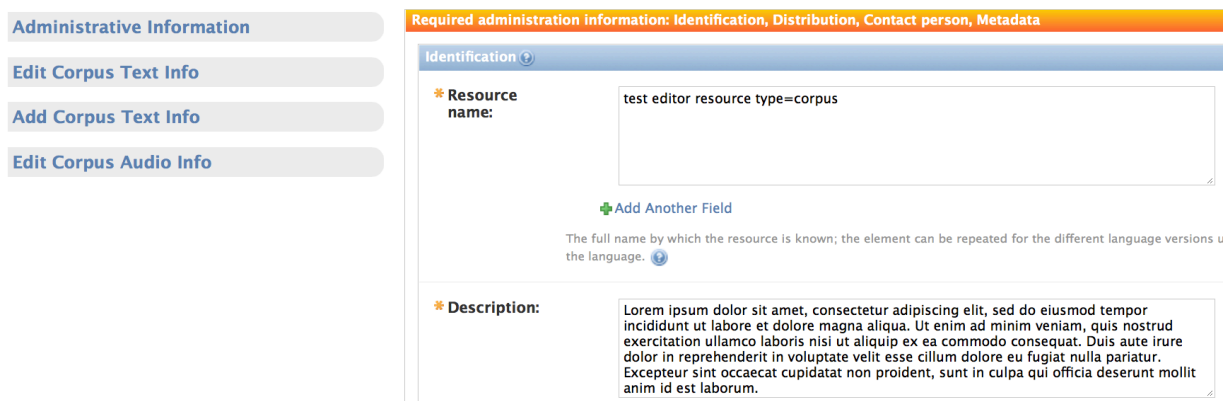 Administrative Information
Edit Corpus Text Info
Add Corpus Text Info
Edit Corpus Audio Info
Required administration information: Identification, Distribution, Contact person, Metadata
Identification
* Resource
name:
test editor resource type=corpus
Add Another Field
The full name by which the resource is known; the element can be repeated for the different language versions
the language.
* Description:
Lorem ipsum dolor sit amet, consectetur adipiscing elit, sed do eiusmod tempor
incididunt ut labore et dolore magna aliqua. Ut enim ad minim veniam, quis nostrud
exercitation ullamco laboris nisi ut aliquip ex ea commodo consequat. Duis aute irure
dolor in reprehenderit in voluptate velit esse cillum dolore eu fugiat nulla pariatur.
Excepteur sint occaecat cupidatat non proident, sunt in culpa qui officia deserunt mollit
anim id est laborum.